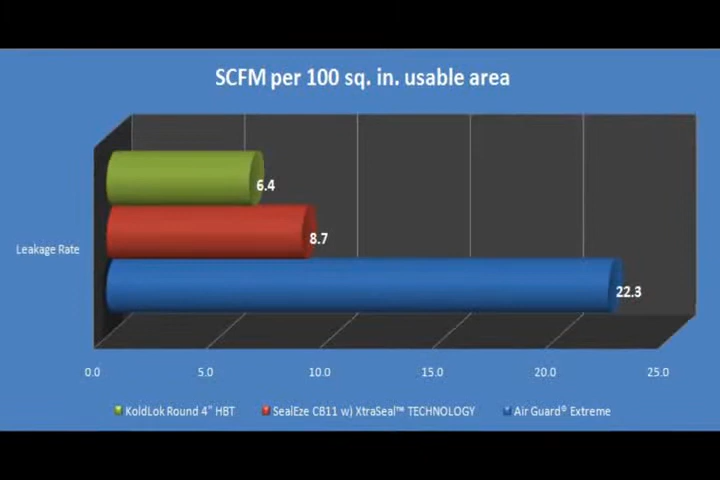 SCFM per 100 sq. in. usable area
6.4
8.7
Leakage Rate
22.3
0.0 5.0 10.0 15.0 20.0 25.0
KoldLok Round 4" HBT SealEze CB11 w) XtraSeal™ TECHNOLOGY Air Guard® Extreme